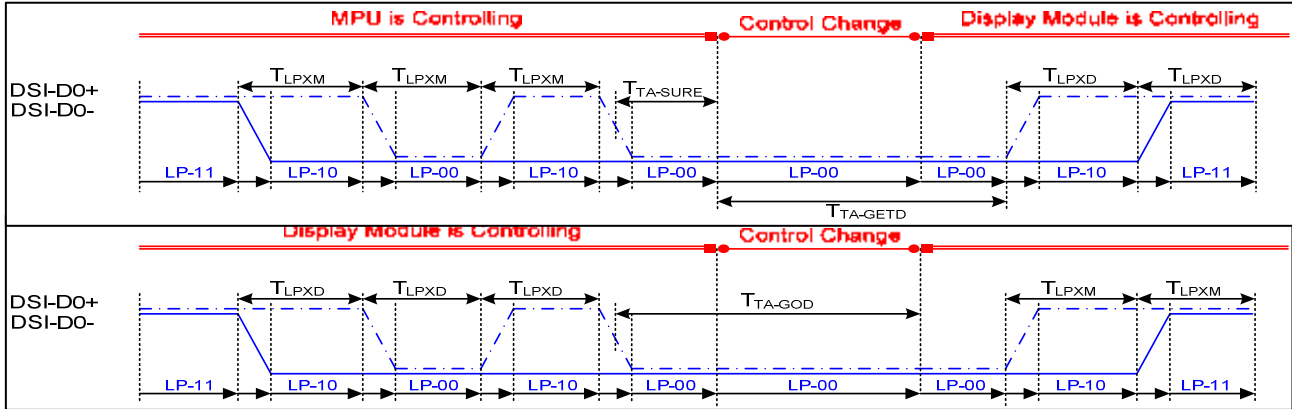 MPU is Controlling Control Change Display Module is Controlling
TLPXM TLPXM TLPXM TTA-SURE TLPXD TLPXD
DSI-D0+
DSI-D0-
LP-11 LP-10 LP-00 LP-10 LP-00 LP-00 LP-00 LP-10 LP-11
TTA-GETD
Display Module is Controlling Control Change
TLPXD TLPXD TLPXD TTA-GOD TLPXM TLPXM
DSI-D0+
DSI-D0-
LP-11 LP-10 LP-00 LP-10 LP-00 LP-00 LP-00 LP-10 LP-11